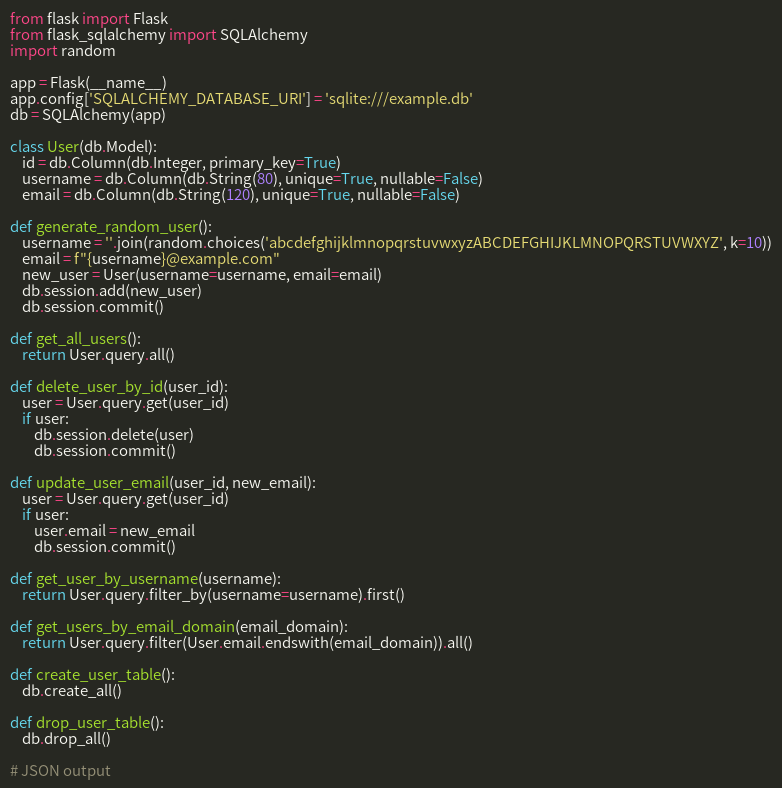 from flask import Flask
from flask_sqlalchemy import SQLAlchemy
import random

app = Flask(__name__)
app.config['SQLALCHEMY_DATABASE_URI'] = 'sqlite:///example.db'
db = SQLAlchemy(app)

class User(db.Model):
    id = db.Column(db.Integer, primary_key=True)
    username = db.Column(db.String(80), unique=True, nullable=False)
    email = db.Column(db.String(120), unique=True, nullable=False)

def generate_random_user():
    username = ''.join(random.choices('abcdefghijklmnopqrstuvwxyzABCDEFGHIJKLMNOPQRSTUVWXYZ', k=10))
    email = f"{username}@example.com"
    new_user = User(username=username, email=email)
    db.session.add(new_user)
    db.session.commit()

def get_all_users():
    return User.query.all()

def delete_user_by_id(user_id):
    user = User.query.get(user_id)
    if user:
        db.session.delete(user)
        db.session.commit()

def update_user_email(user_id, new_email):
    user = User.query.get(user_id)
    if user:
        user.email = new_email
        db.session.commit()

def get_user_by_username(username):
    return User.query.filter_by(username=username).first()

def get_users_by_email_domain(email_domain):
    return User.query.filter(User.email.endswith(email_domain)).all()

def create_user_table():
    db.create_all()

def drop_user_table():
    db.drop_all()

# JSON output